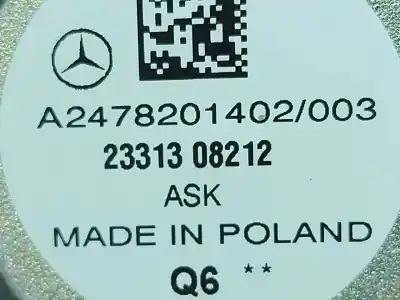 A2478201402/003
23313 08212
ASK
MADE IN POLAND
Q6 **